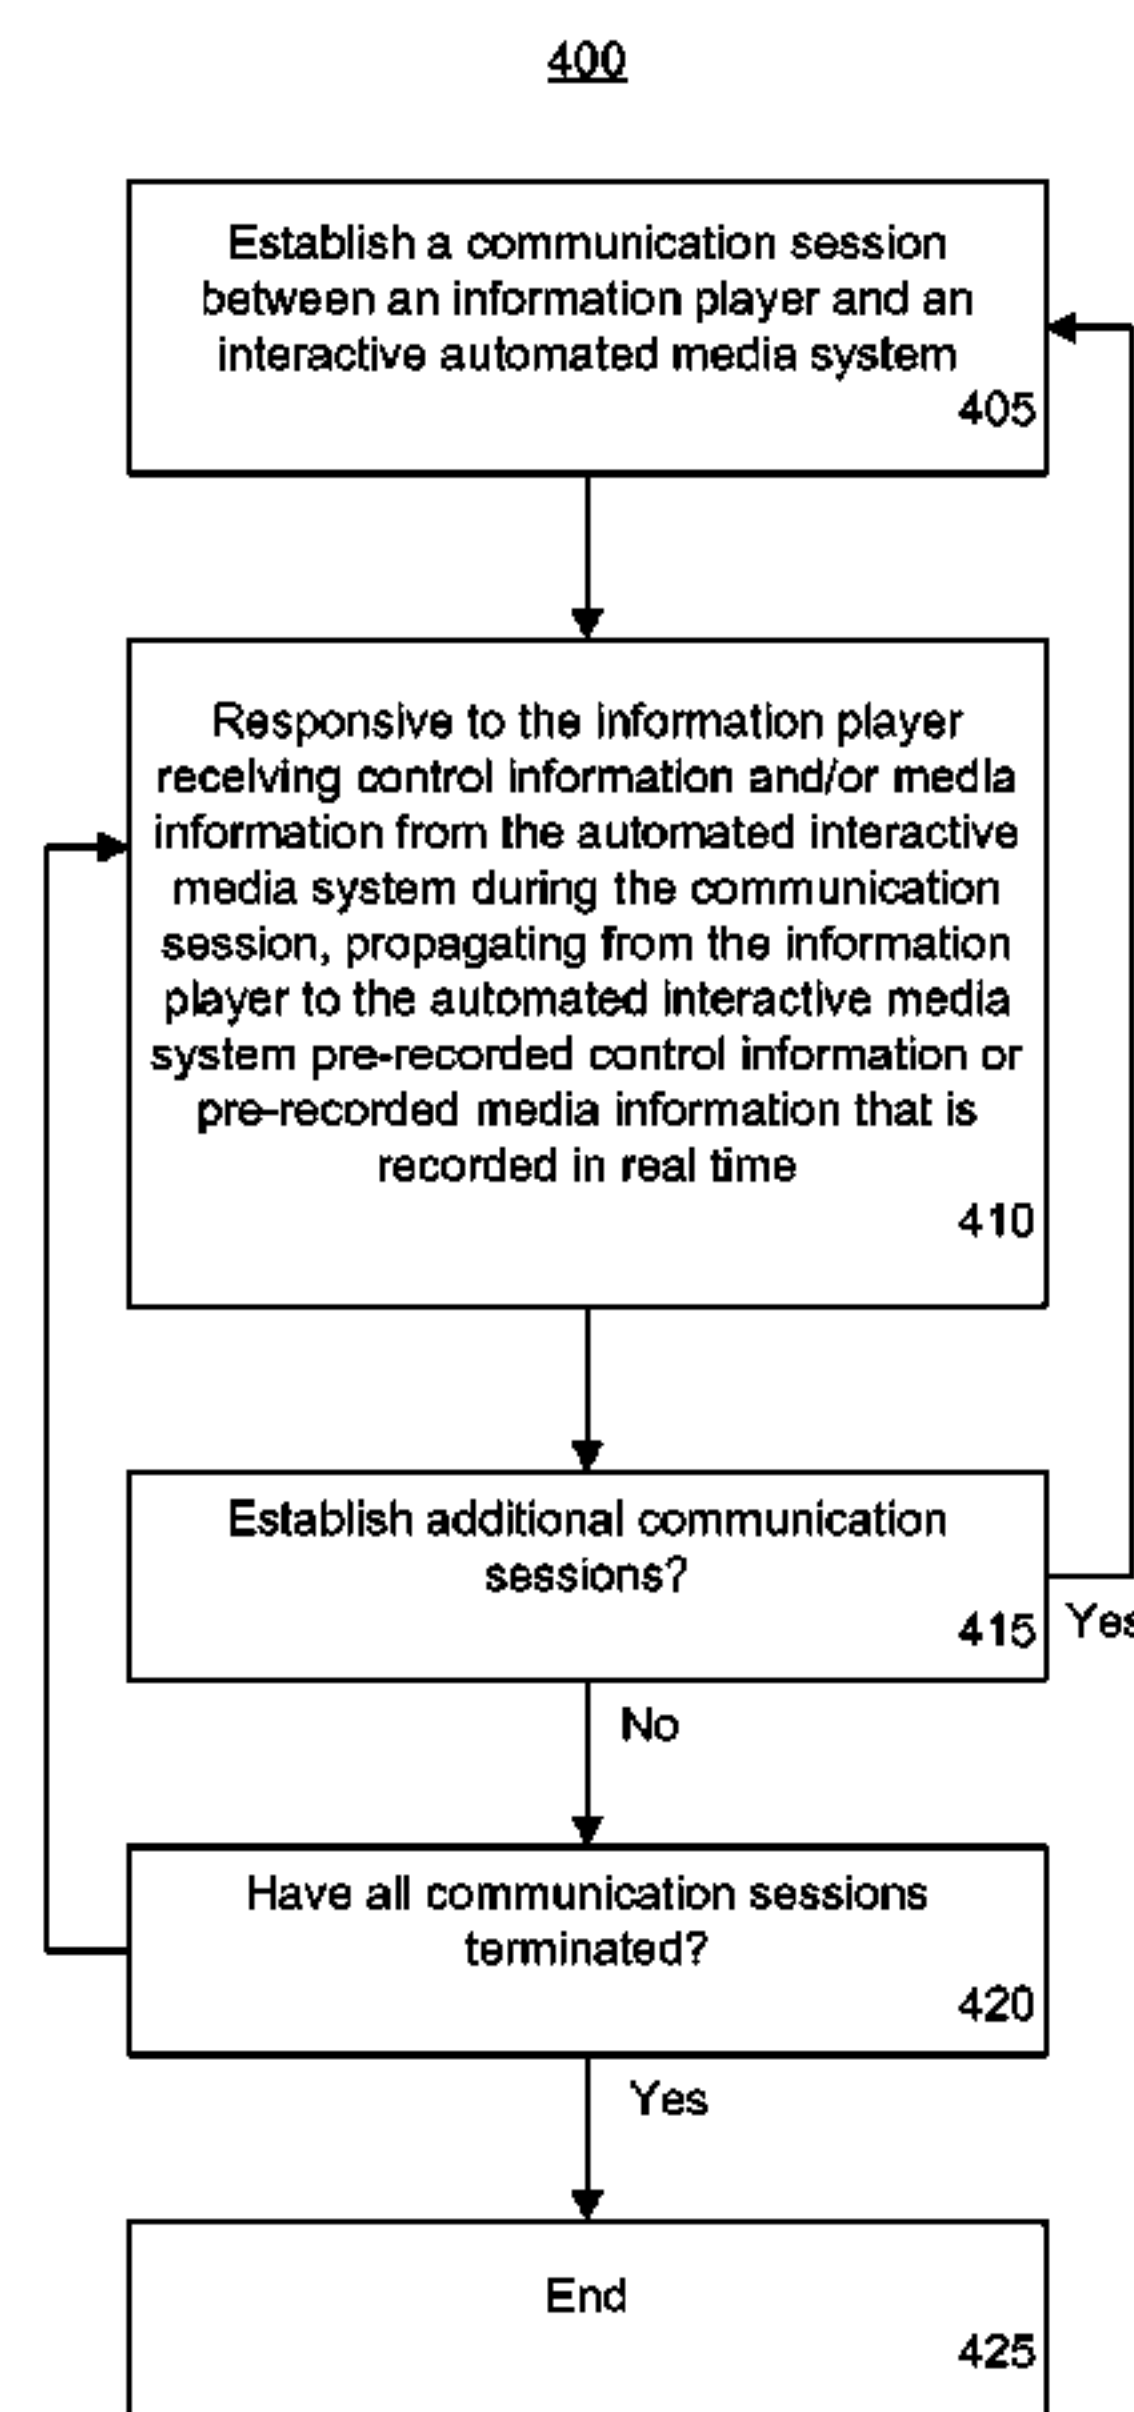 400
Establish a communication session
between an information player and an
interactive automated media system
405
Responsive to the information player
receiving control information and/or media
information from the automated interactive
media system during the communication
session, propagating from the information
player to the automated interactive media
system pre-recorded control information or
pre-recorded media information that is
recorded in real time
410
Establish additional communication
sessions?
415
Yes
No
Have all communication sessions
terminated?
420
Yes
End
425